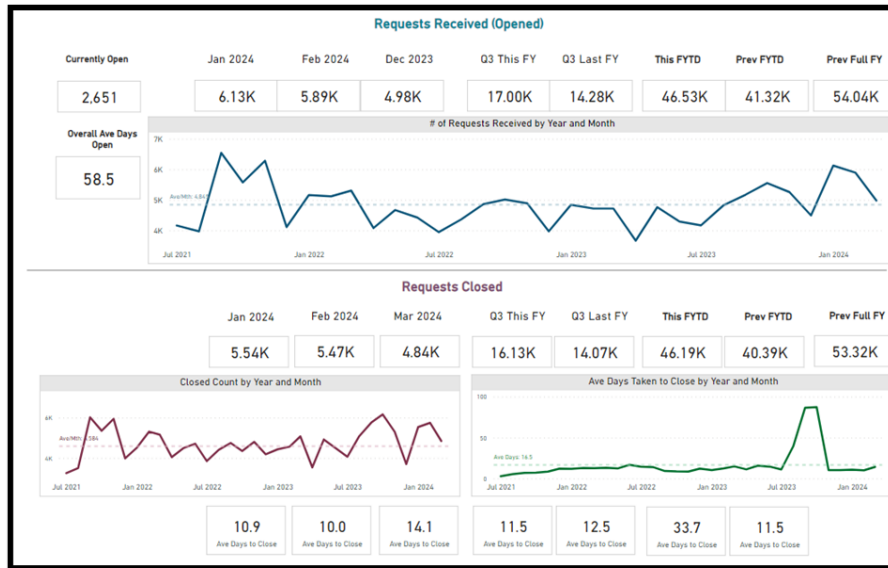 Requests Received (Opened)
Currently Open
Jan 2024 Feb 2024 Dec 2023 Q3 This FY Q3 Last FY This FYTD Prev FYTD Prev Full FY
2,651 6.13K 5.89K 4.98K 17.00K 14.28K 46.53K 41.32K 54.04K
Overall Ave Days
Open
58.5
# of Requests Received by Year and Month
7K
6K
5K
4K
Ave/Mth:
Jul 2021 Jan 2022 Jul 2022 Jan 2023 Jul 2023 Jan 2024
Requests Closed
Jan 2024 Feb 2024 Mar 2024 Q3 This FY Q3 Last FY This FYTD Prev FYTD Prev Full FY
5.54K 5.47K 4.84K 16.13K 14.07K 46.19K 40.39K 53.32K
Closed Count by Year and Month
6K
4K
Ave/Mth:
Jul 2021 Jan 2022 Jul 2022 Jan 2023 Jul 2023 Jan 2024
Ave Days Taken to Close by Year and Month
100
50
0
Ave Days: 16.5
Jul 2021 Jan 2022 Jul 2022 Jan 2023 Jul 2023 Jan 2024
10.9 10.0 14.1 11.5 12.5 33.7 11.5
Ave Days to Close Ave Days to Close Ave Days to Close Ave Days to Close Ave Days to Close Ave Days to Close Ave Days to Close